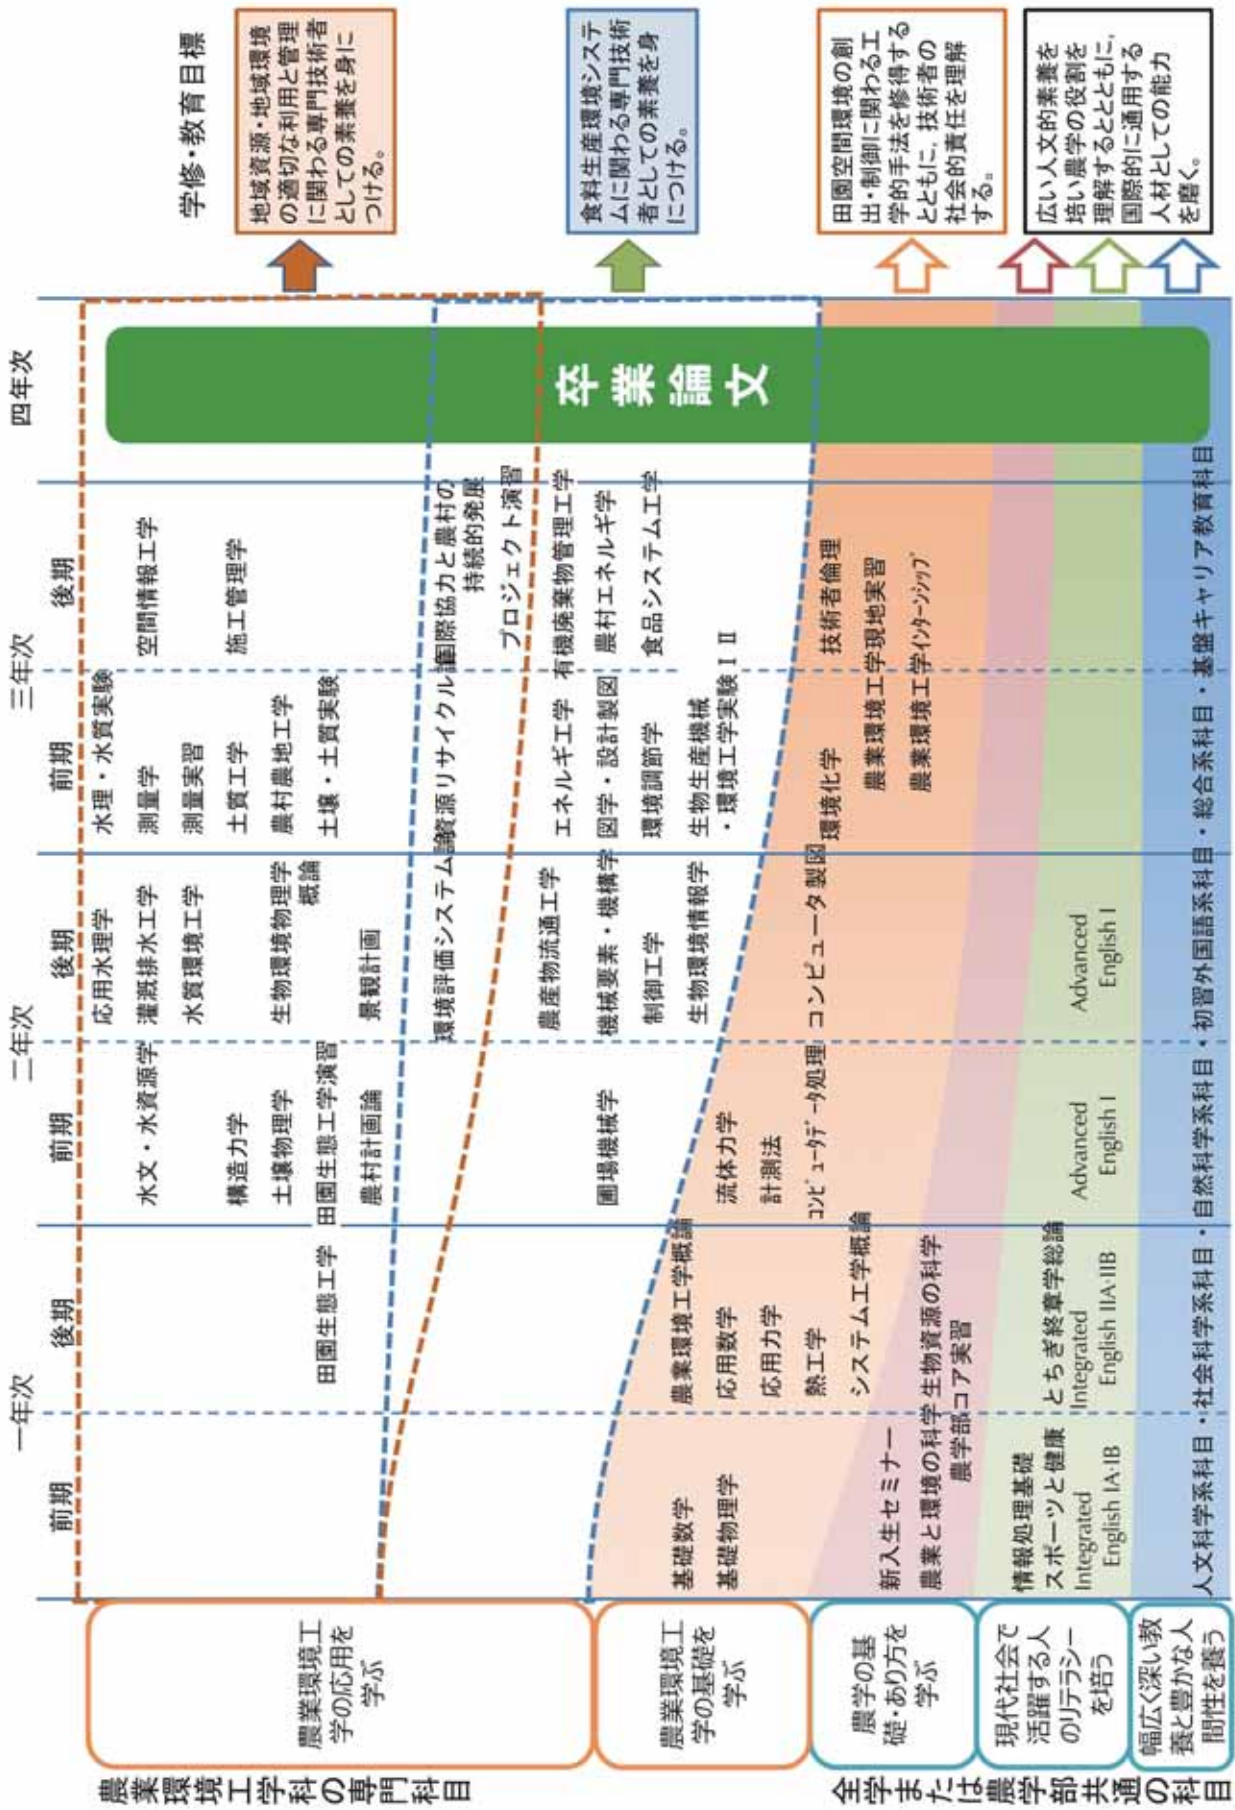 一年次
二年次
三年次
四年次
前期
後期
前期
後期
前期
後期
学修・教育目標
農業環境工学科の専門科目
農業環境工
学の応用を
学ぶ
農業環境工
学の基礎を
学ぶ
全学または農学部共通の科目
農学の基
礎・あり方を
学ぶ
現代社会で
活躍する人
のリテラシー
を培う
幅広く深い教
養と豊かな人
間性を養う
田園生態工学
水文・水資源学
構造力学
土壌物理学
田園生態工学演習
農村計画論
応用水理学
灌漑排水工学
水質環境工学
生物環境物理学
概論
景観計画
水理・水質実験
測量学
測量実習
土質工学
農村農地工学
土壌・土質実験
空間情報工学
施工管理学
環境評価システム論
資源リサイクル論
国際協力と農村の
持続的発展
プロジェクト演習
圃場機械学
農産物流通工学
機械要素・機構学
制御工学
生物環境情報学
エネルギ工学
図学・設計製図
環境調節学
生物生産機械
・環境工学実験ⅠⅡ
有機廃棄物管理工学
農村エネルギ学
食品システム工学
基礎数学
基礎物理学
農業環境工学概論
応用数学
応用力学
熱工学
システム工学概論
流体力学
計測法
コンピュータデータ処理
コンピュータ製図
環境化学
農業環境工学現地実習
農業環境工学インターンシップ
技術者倫理
新入生セミナー
農業と環境の科学
生物資源の科学
農学部コア実習
情報処理基礎
スポーツと健康
Integrated
English IA·IB
とちぎ終章学総論
Integrated
English IIA·IIB
Advanced
English I
Advanced
English I
人文科学系科目・社会科学系科目・自然科学系科目・初習外国語系科目・総合系科目・基盤キャリア教育科目
卒業論文
地域資源・地域環境
の適切な利用と管理
に関わる専門技術者
としての素養を身に
つける。
食料生産環境システ
ムに関わる専門技術
者としての素養を身
につける。
田園空間環境の創
出・制御に関わる工
学的手法を修得する
とともに，技術者の
社会的責任を理解
する。
広い人文的素養を
培い農学の役割を
理解するとともに，
国際的に通用する
人材としての能力
を磨く。